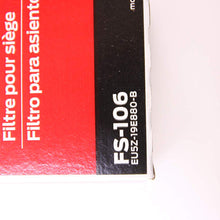 Filtre pour siège
Filtro para asiento
FS-106
EU5Z-19E880-B